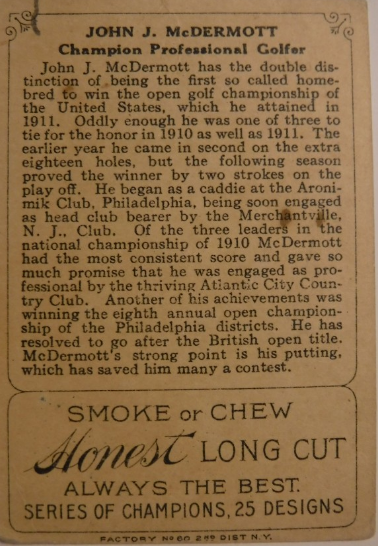 JOHN J. McDERMOTT
Champion Professional Golfer
John J. McDermott has the double dis-
tinction of being the first so called home-
bred to win the open golf championship of
the United States, which he attained in
1911. Oddly enough he was one of three to
tie for the honor in 1910 as well as 1911. The
earlier year he came in second on the extra
eighteen holes, but the following season
proved the winner by two strokes on the
play off. He began as a caddie at the Aroni-
mik Club, Philadelphia, being soon engaged
as head club bearer by the Merchantville,
N. J., Club. Of the three leaders in the
national championship of 1910 McDermott
had the most consistent score and gave so
much promise that he was engaged as pro-
fessional by the thriving Atlantic City Coun-
try Club. Another of his achievements was
winning the eighth annual open champion-
ship of the Philadelphia districts. He has
resolved to go after the British open title.
McDermott's strong point is his putting,
which has saved him many a contest.
SMOKE or CHEW
Honest LONG CUT
ALWAYS THE BEST.
SERIES OF CHAMPIONS, 25 DESIGNS
FACTORY No 60 2ND DIST N.Y.